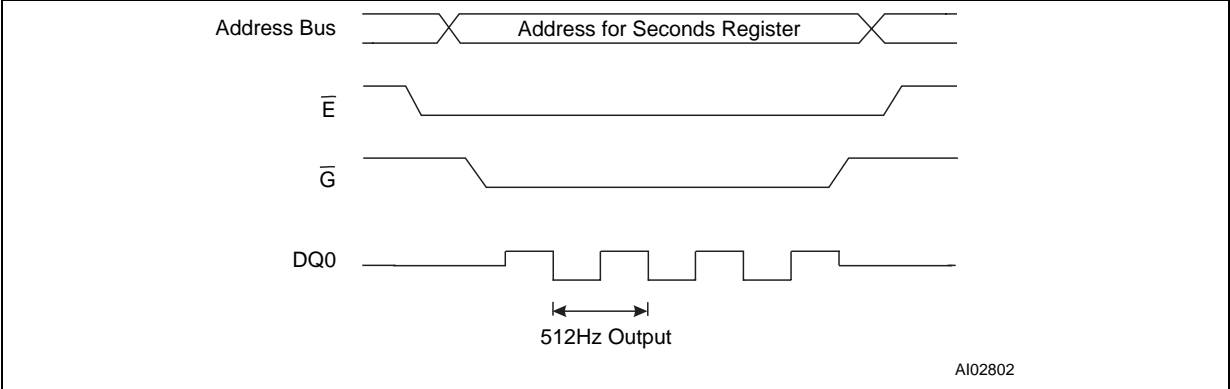 Address Bus
Address for Seconds Register
E̅
G̅
DQ0
512Hz Output
AI02802